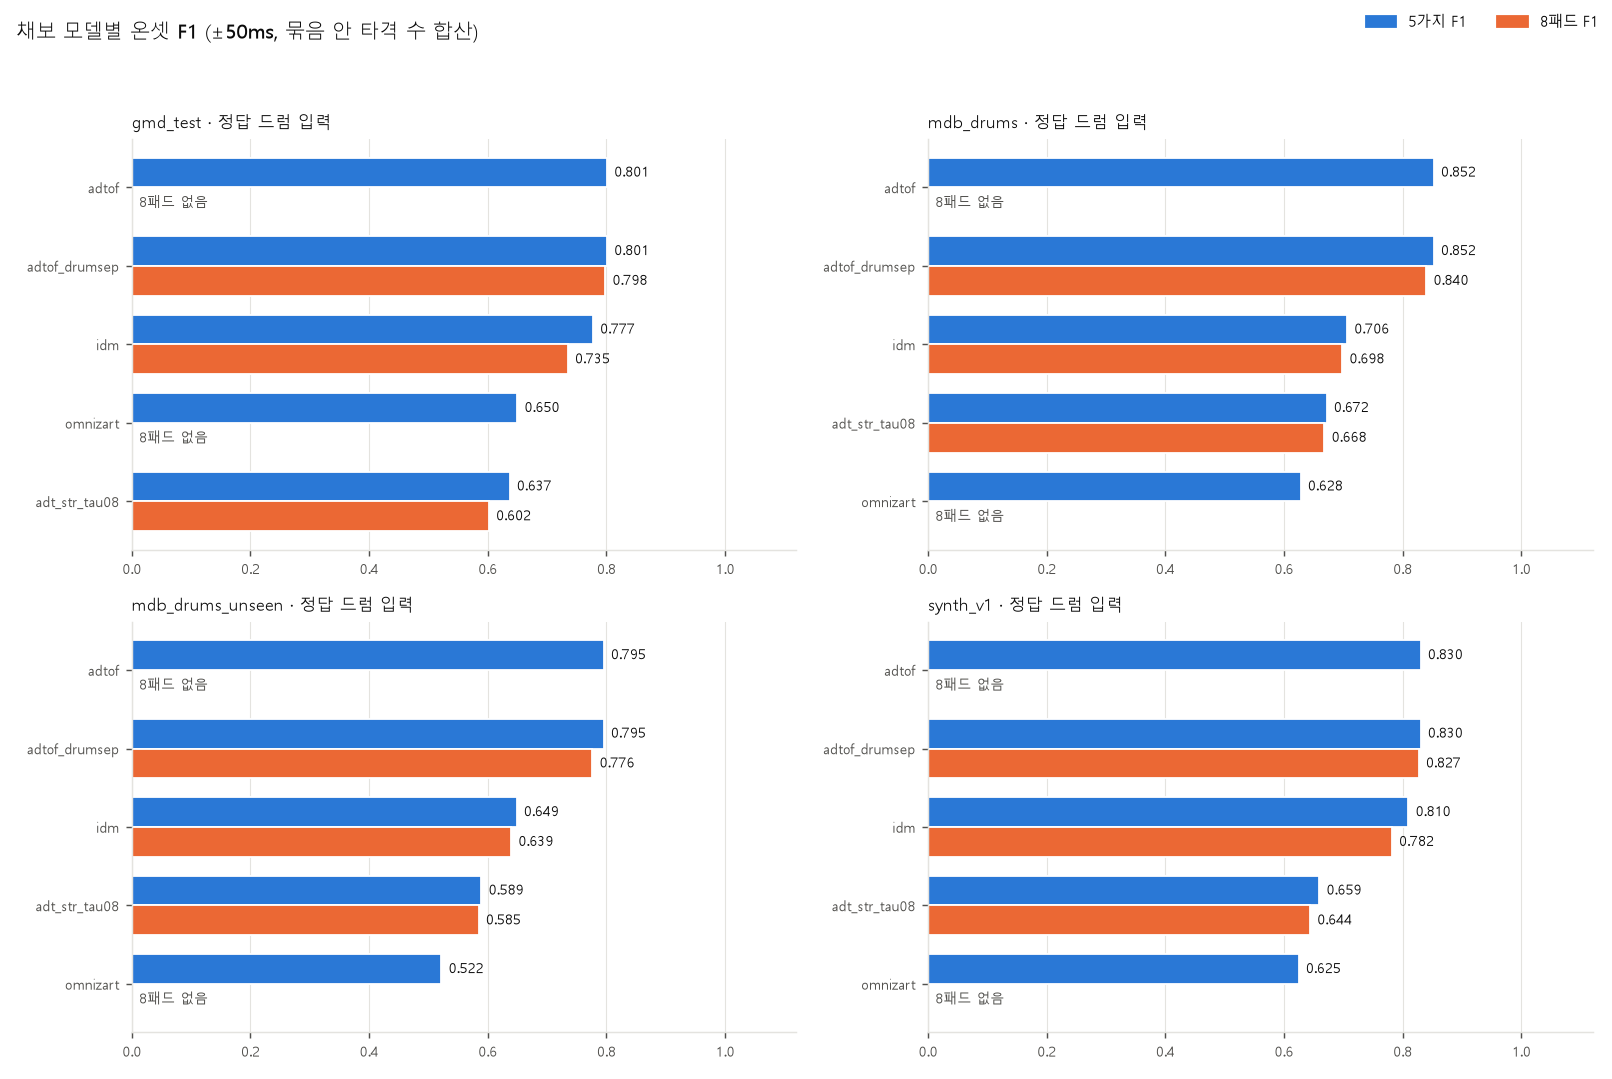 채보 모델별 온셋 F1 (±50ms, 묶음 안 타격 수 합산)
5가지 F1
8패드 F1
gmd_test · 정답 드럼 입력
adtof
0.801
8패드 없음
adtof_drumsep
0.801
0.798
idm
0.777
0.735
omnizart
0.650
8패드 없음
adt_str_tau08
0.637
0.602
0.0 0.2 0.4 0.6 0.8 1.0
mdb_drums · 정답 드럼 입력
adtof
0.852
8패드 없음
adtof_drumsep
0.852
0.840
idm
0.706
0.698
adt_str_tau08
0.672
0.668
omnizart
0.628
8패드 없음
0.0 0.2 0.4 0.6 0.8 1.0
mdb_drums_unseen · 정답 드럼 입력
adtof
0.795
8패드 없음
adtof_drumsep
0.795
0.776
idm
0.649
0.639
adt_str_tau08
0.589
0.585
omnizart
0.522
8패드 없음
0.0 0.2 0.4 0.6 0.8 1.0
synth_v1 · 정답 드럼 입력
adtof
0.830
8패드 없음
adtof_drumsep
0.830
0.827
idm
0.810
0.782
adt_str_tau08
0.659
0.644
omnizart
0.625
8패드 없음
0.0 0.2 0.4 0.6 0.8 1.0